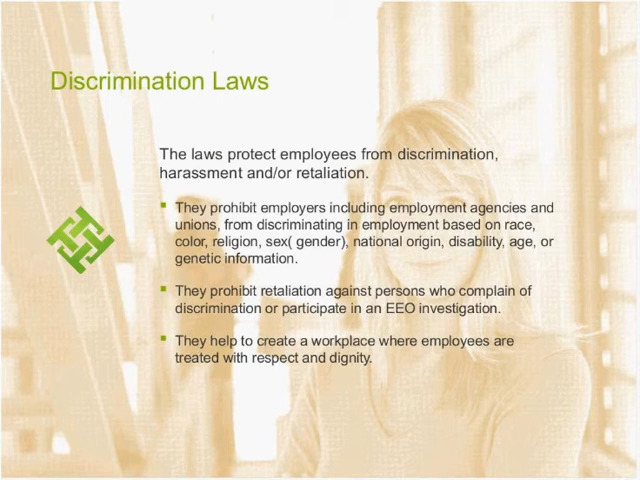 Discrimination Laws
The laws protect employees from discrimination,
harassment and/or retaliation.
They prohibit employers including employment agencies and
unions, from discriminating in employment based on race,
color, religion, sex( gender), national origin, disability, age, or
genetic information.
They prohibit retaliation against persons who complain of
discrimination or participate in an EEO investigation.
They help to create a workplace where employees are
treated with respect and dignity.